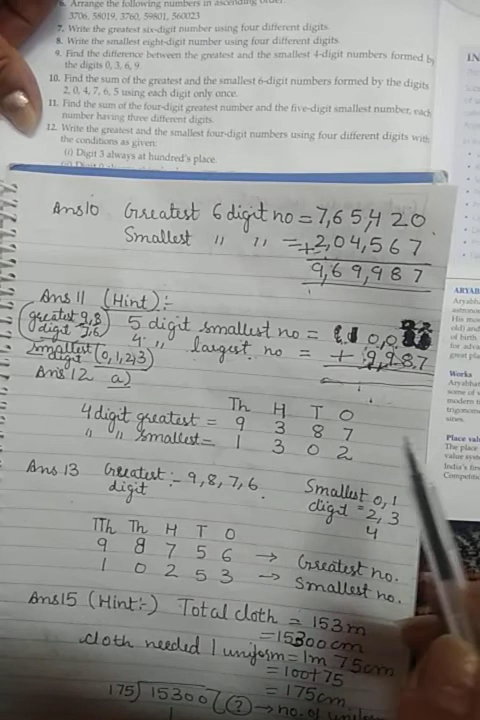 6. Arrange the following numbers in ascending order.
3706, 58019, 3760, 59801, 560023
7. Write the greatest six-digit number using four different digits.
8. Write the smallest eight-digit number using four different digits.
9. Find the difference between the greatest and the smallest 4-digit numbers formed by
the digits 0, 3, 6, 9.
10. Find the sum of the greatest and the smallest 6-digit numbers formed by the digits
2, 0, 4, 7, 6, 5 using each digit only once.
11. Find the sum of the four-digit greatest number and the five-digit smallest number, each
number having three different digits.
12. Write the greatest and the smallest four-digit numbers using four different digits with
the conditions as given:
(i) Digit 3 always at hundred's place.
Ans10 Greatest 6 digit no = 7,65,420
Smallest " " = + 2,04,567
9,69,987
Ans 11 (Hint):-
greatest 9,8
digit 7,6
5 digit smallest no =
4 " largest no = + 9,987
smallest (0,1,2,3)
digit
Ans 12 a)
Th H T O
4 digit greatest = 9 3 8 7
" " smallest = 1 3 0 2
Ans 13 Greatest :- 9,8,7,6
digit
Smallest 0,1
digit = 2,3
4
TTh Th H T O
9 8 7 5 6 → Greatest no.
1 0 2 5 3 → Smallest no.
Ans15 (Hint:-) Total cloth = 153m
= 15300cm
cloth needed 1 uniform = 1m 75cm
= 100+75
= 175cm
175)15300(? → no. of
ARYAB
Works
Place val